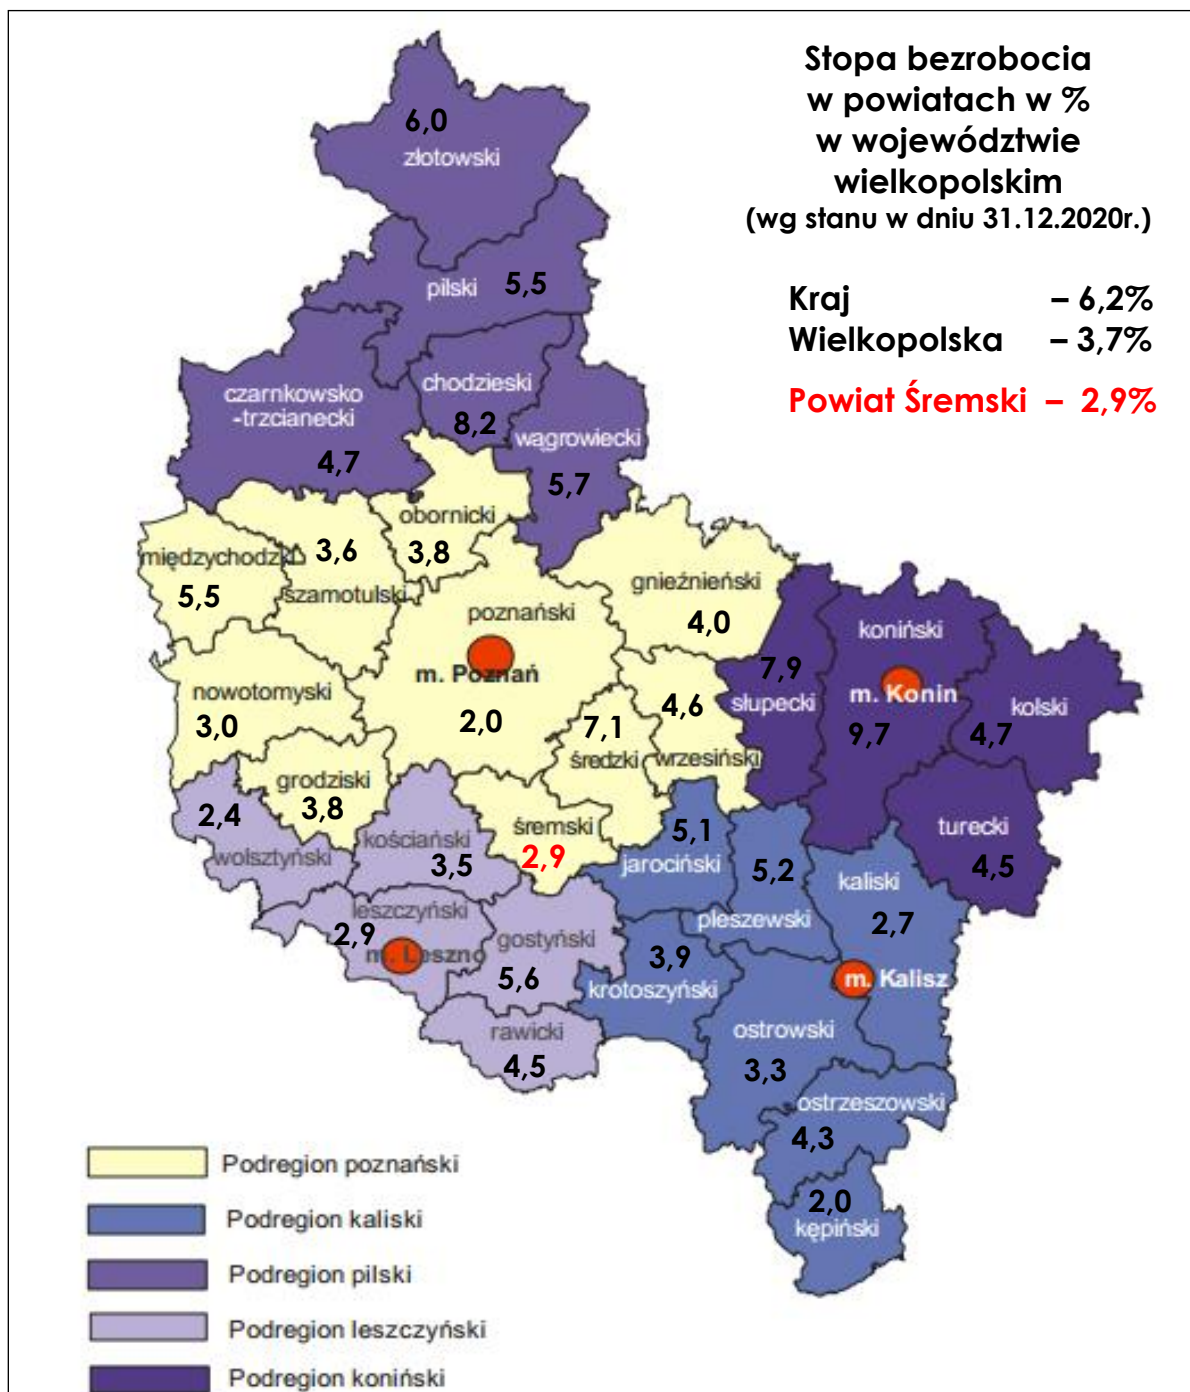 Stopa bezrobocia
w powiatach w %
w województwie
wielkopolskim
(wg stanu w dniu 31.12.2020r.)
Kraj – 6,2%
Wielkopolska – 3,7%
Powiat Śremski – 2,9%
6,0
złotowski
pilski 5,5
czarnkowsko
-trzcianecki
4,7
chodzieski
8,2
wągrowiecki
5,7
obornicki
3,8
międzychodzki
5,5
3,6
szamotulski
gnieźnieński
4,0
poznański
m. Poznań
2,0
koniński
m. Konin
9,7
7,9
słupecki
kolski
4,7
nowotomyski
3,0
4,6
wrzesiński
7,1
średzki
grodziski
3,8
2,4
wolsztyński
kościański
3,5
śremski
2,9
5,1
jarociński
5,2
pleszewski
turecki
4,5
kaliski
2,7
m. Kalisz
leszczyński
2,9
m. Leszno
gostyński
5,6
3,9
krotoszyński
rawicki
4,5
ostrowski
3,3
ostrzeszowski
4,3
2,0
kępiński
Podregion poznański
Podregion kaliski
Podregion pilski
Podregion leszczyński
Podregion koniński